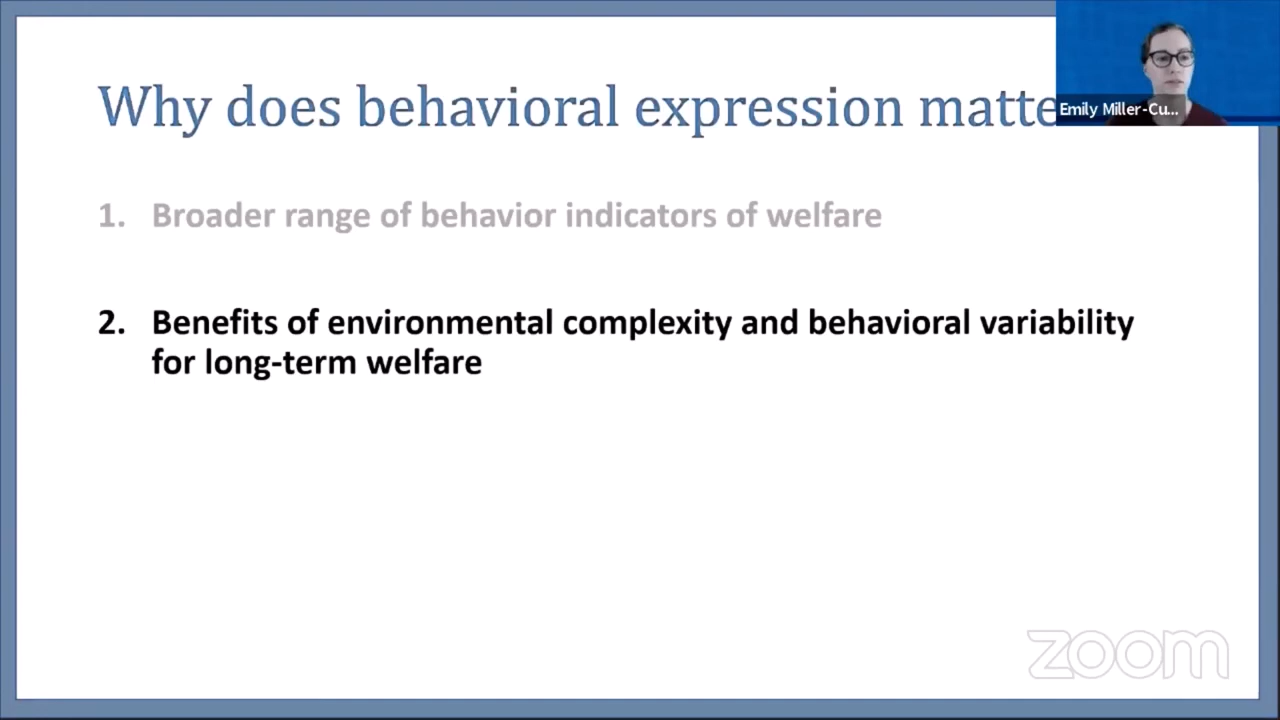 Why does behavioral expression matte
Emily Miller-Cu...
1. Broader range of behavior indicators of welfare
2. Benefits of environmental complexity and behavioral variability
for long-term welfare
zoom